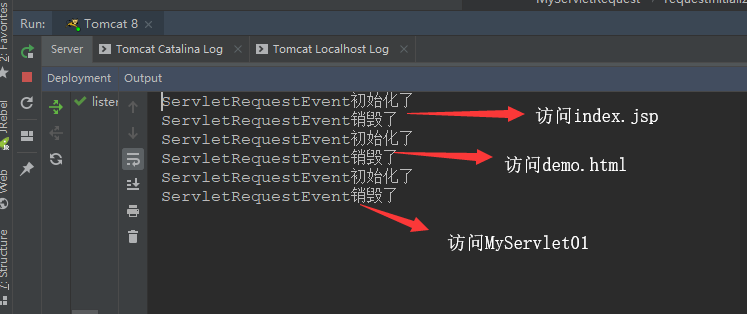 MyServletRequest
requestInitializ
Run: Tomcat 8
Server Tomcat Catalina Log Tomcat Localhost Log
Deployment Output
listen
ServletRequestEvent初始化了
ServletRequestEvent销毁了
访问index.jsp
ServletRequestEvent初始化了
ServletRequestEvent销毁了
访问demo.html
ServletRequestEvent初始化了
ServletRequestEvent销毁了
访问MyServlet01
2: Favorites
JRebel
Web
7: Structure